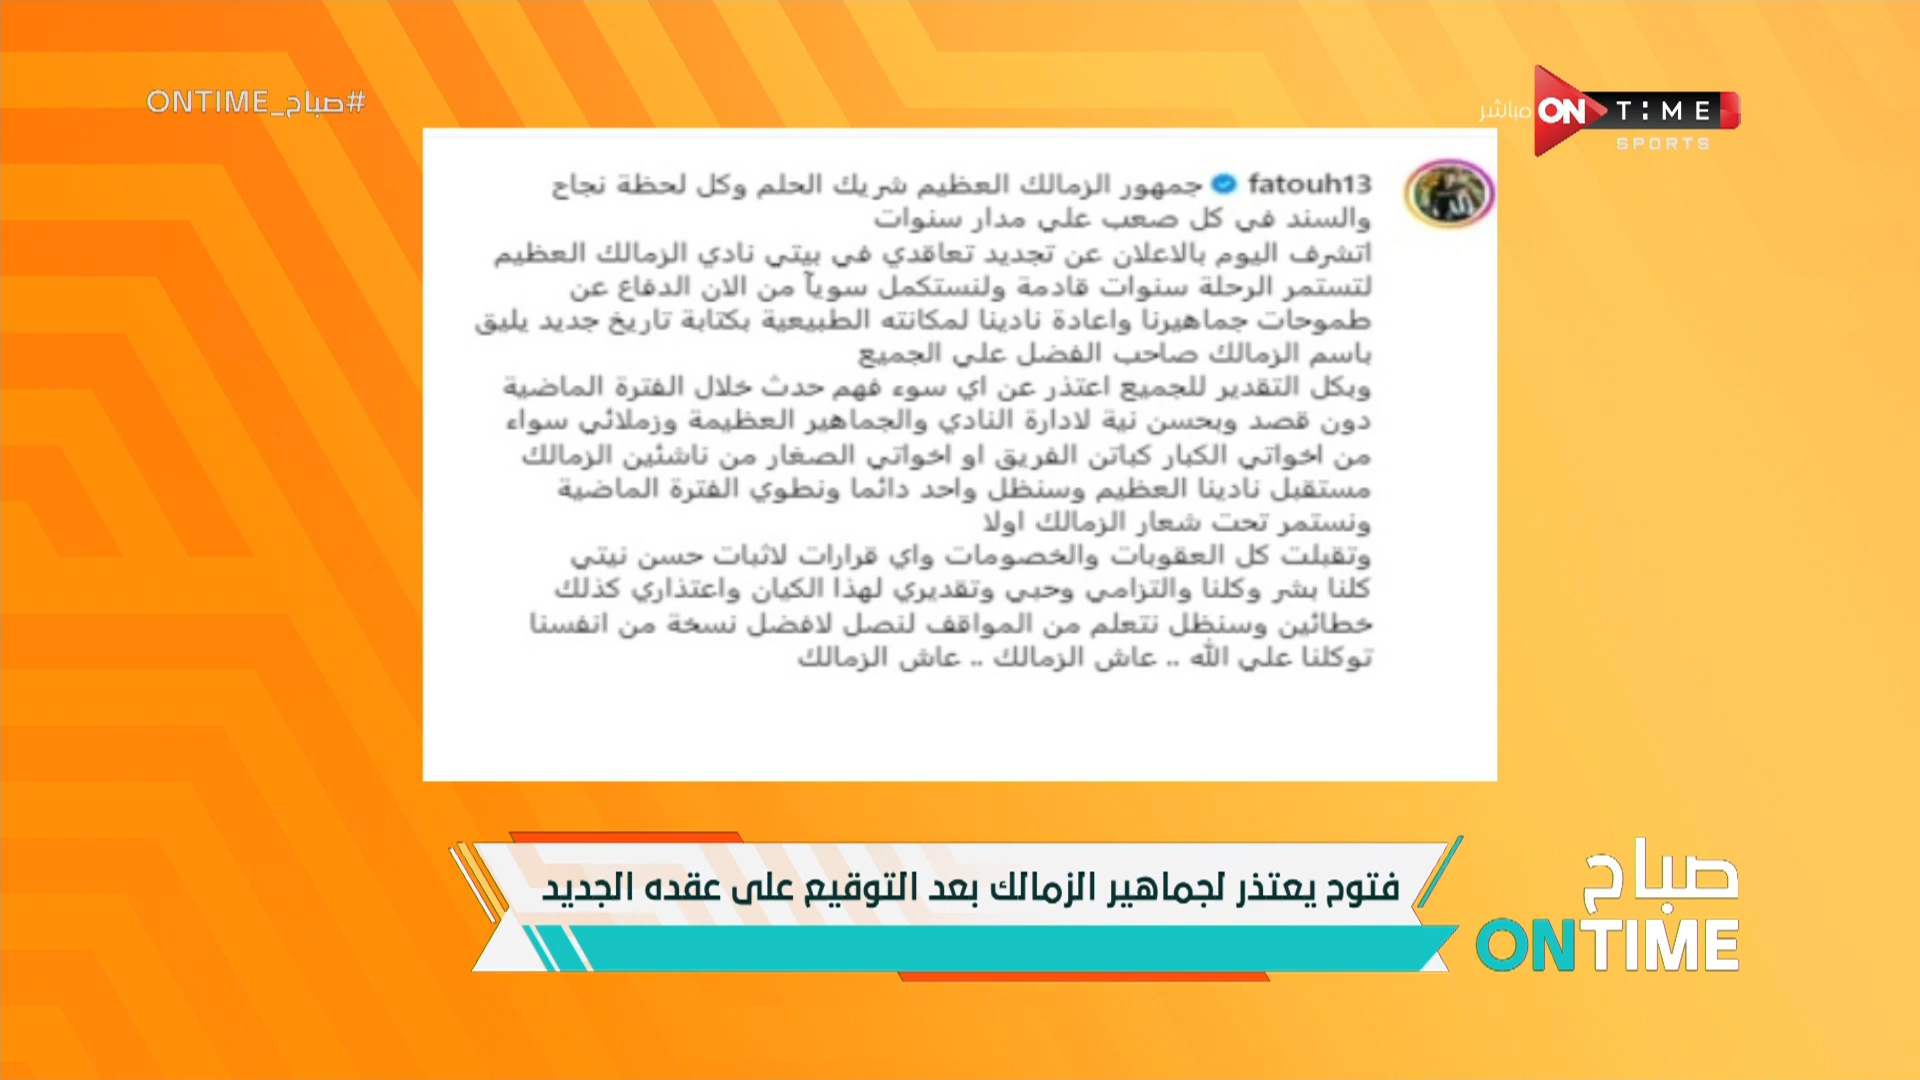 #صباح_ONTIME
مباشر ON TIME
SPORTS
fatouh13 جمهور الزمالك العظيم شريك الحلم وكل لحظة نجاح
والسند في كل صعب علي مدار سنوات
اتشرف اليوم بالاعلان عن تجديد تعاقدي في بيتي نادي الزمالك العظيم
لتستمر الرحلة سنوات قادمة ولنستكمل سوياً من الان الدفاع عن
طموحات جماهيرنا واعادة نادينا لمكانته الطبيعية بكتابة تاريخ جديد يليق
باسم الزمالك صاحب الفضل علي الجميع
وبكل التقدير للجميع اعتذر عن اي سوء فهم حدث خلال الفترة الماضية
دون قصد وبحسن نية لادارة النادي والجماهير العظيمة وزملائي سواء
من اخواتي الكبار كباتن الفريق او اخواتي الصغار من ناشئين الزمالك
مستقبل نادينا العظيم وسنظل واحد دائما ونطوي الفترة الماضية
ونستمر تحت شعار الزمالك اولا
وتقبلت كل العقوبات والخصومات واي قرارات لاثبات حسن نيتي
كلنا بشر وكلنا والتزامي وحبي وتقديري لهذا الكيان واعتذاري كذلك
خطائين وسنظل نتعلم من المواقف لنصل لافضل نسخة من انفسنا
توكلنا علي الله .. عاش الزمالك .. عاش الزمالك
فتوح يعتذر لجماهير الزمالك بعد التوقيع على عقده الجديد
صباح
ONTIME